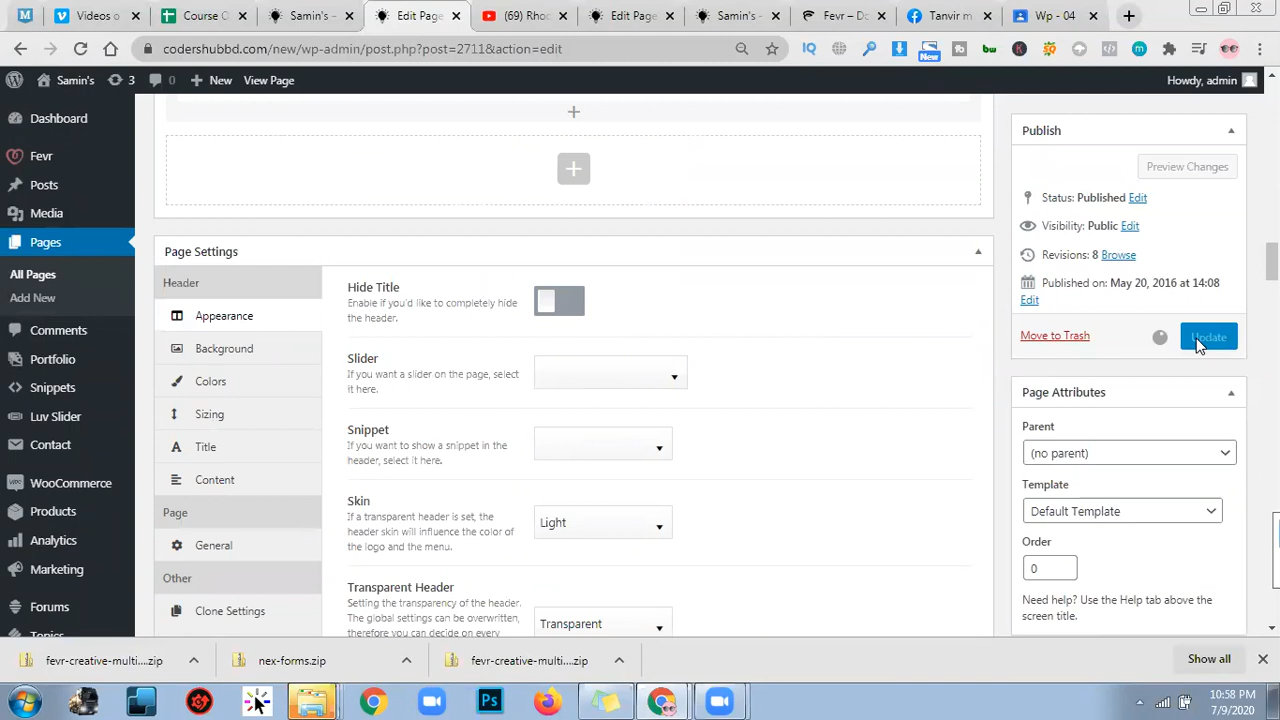 Videos o
Course C
Samin's –
Edit Page
(69) Rhoc
Edit Page
Samin's
Fevr – Do
Tanvir m
Wp - 04
codershubbd.com/new/wp-admin/post.php?post=2711&action=edit
Samin's
3
0
New
View Page
Howdy, admin
Dashboard
Fevr
Posts
Media
Pages
All Pages
Add New
Comments
Portfolio
Snippets
Luv Slider
Contact
WooCommerce
Products
Analytics
Marketing
Forums
Topics
Page Settings
Header
Appearance
Background
Colors
Sizing
Title
Content
Page
General
Other
Clone Settings
Hide Title
Enable if you'd like to completely hide
the header.
Slider
If you want a slider on the page, select
it here.
Snippet
If you want to show a snippet in the
header, select it here.
Skin
If a transparent header is set, the
header skin will influence the color of
the logo and the menu.
Light
Transparent Header
Setting the transparency of the header.
The global settings can be overwritten,
therefore you can decide on every
Transparent
Publish
Preview Changes
Status: Published Edit
Visibility: Public Edit
Revisions: 8 Browse
Published on: May 20, 2016 at 14:08
Edit
Move to Trash
Update
Page Attributes
Parent
(no parent)
Template
Default Template
Order
0
Need help? Use the Help tab above the
screen title.
fevr-creative-multi....zip
nex-forms.zip
fevr-creative-multi....zip
Show all
10:58 PM
7/9/2020